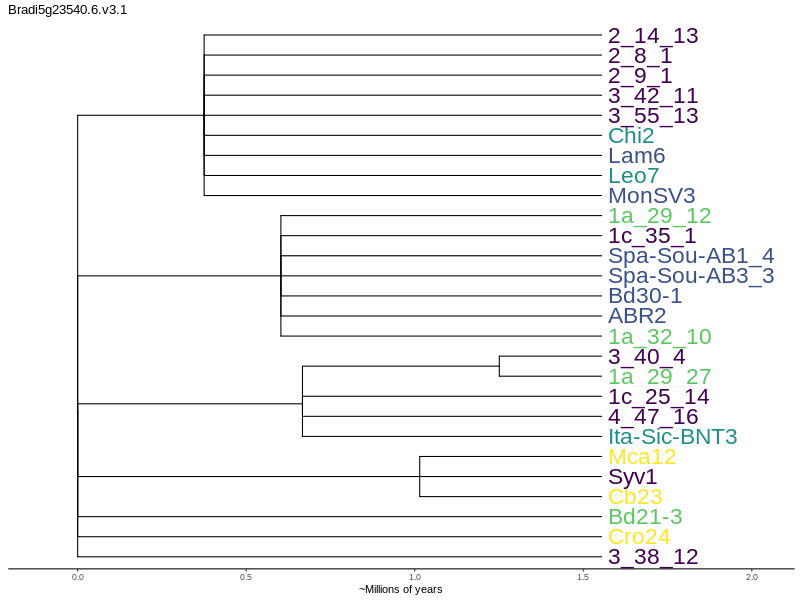 Bradi5g23540.6.v3.1
2_14_13
2_8_1
2_9_1
3_42_11
3_55_13
Chi2
Lam6
Leo7
MonSV3
1a_29_12
1c_35_1
Spa-Sou-AB1_4
Spa-Sou-AB3_3
Bd30-1
ABR2
1a_32_10
3_40_4
1a_29_27
1c_25_14
4_47_16
Ita-Sic-BNT3
Mca12
Syv1
Cb23
Bd21-3
Cro24
3_38_12
0.0 0.5 1.0 1.5 2.0
~Millions of years